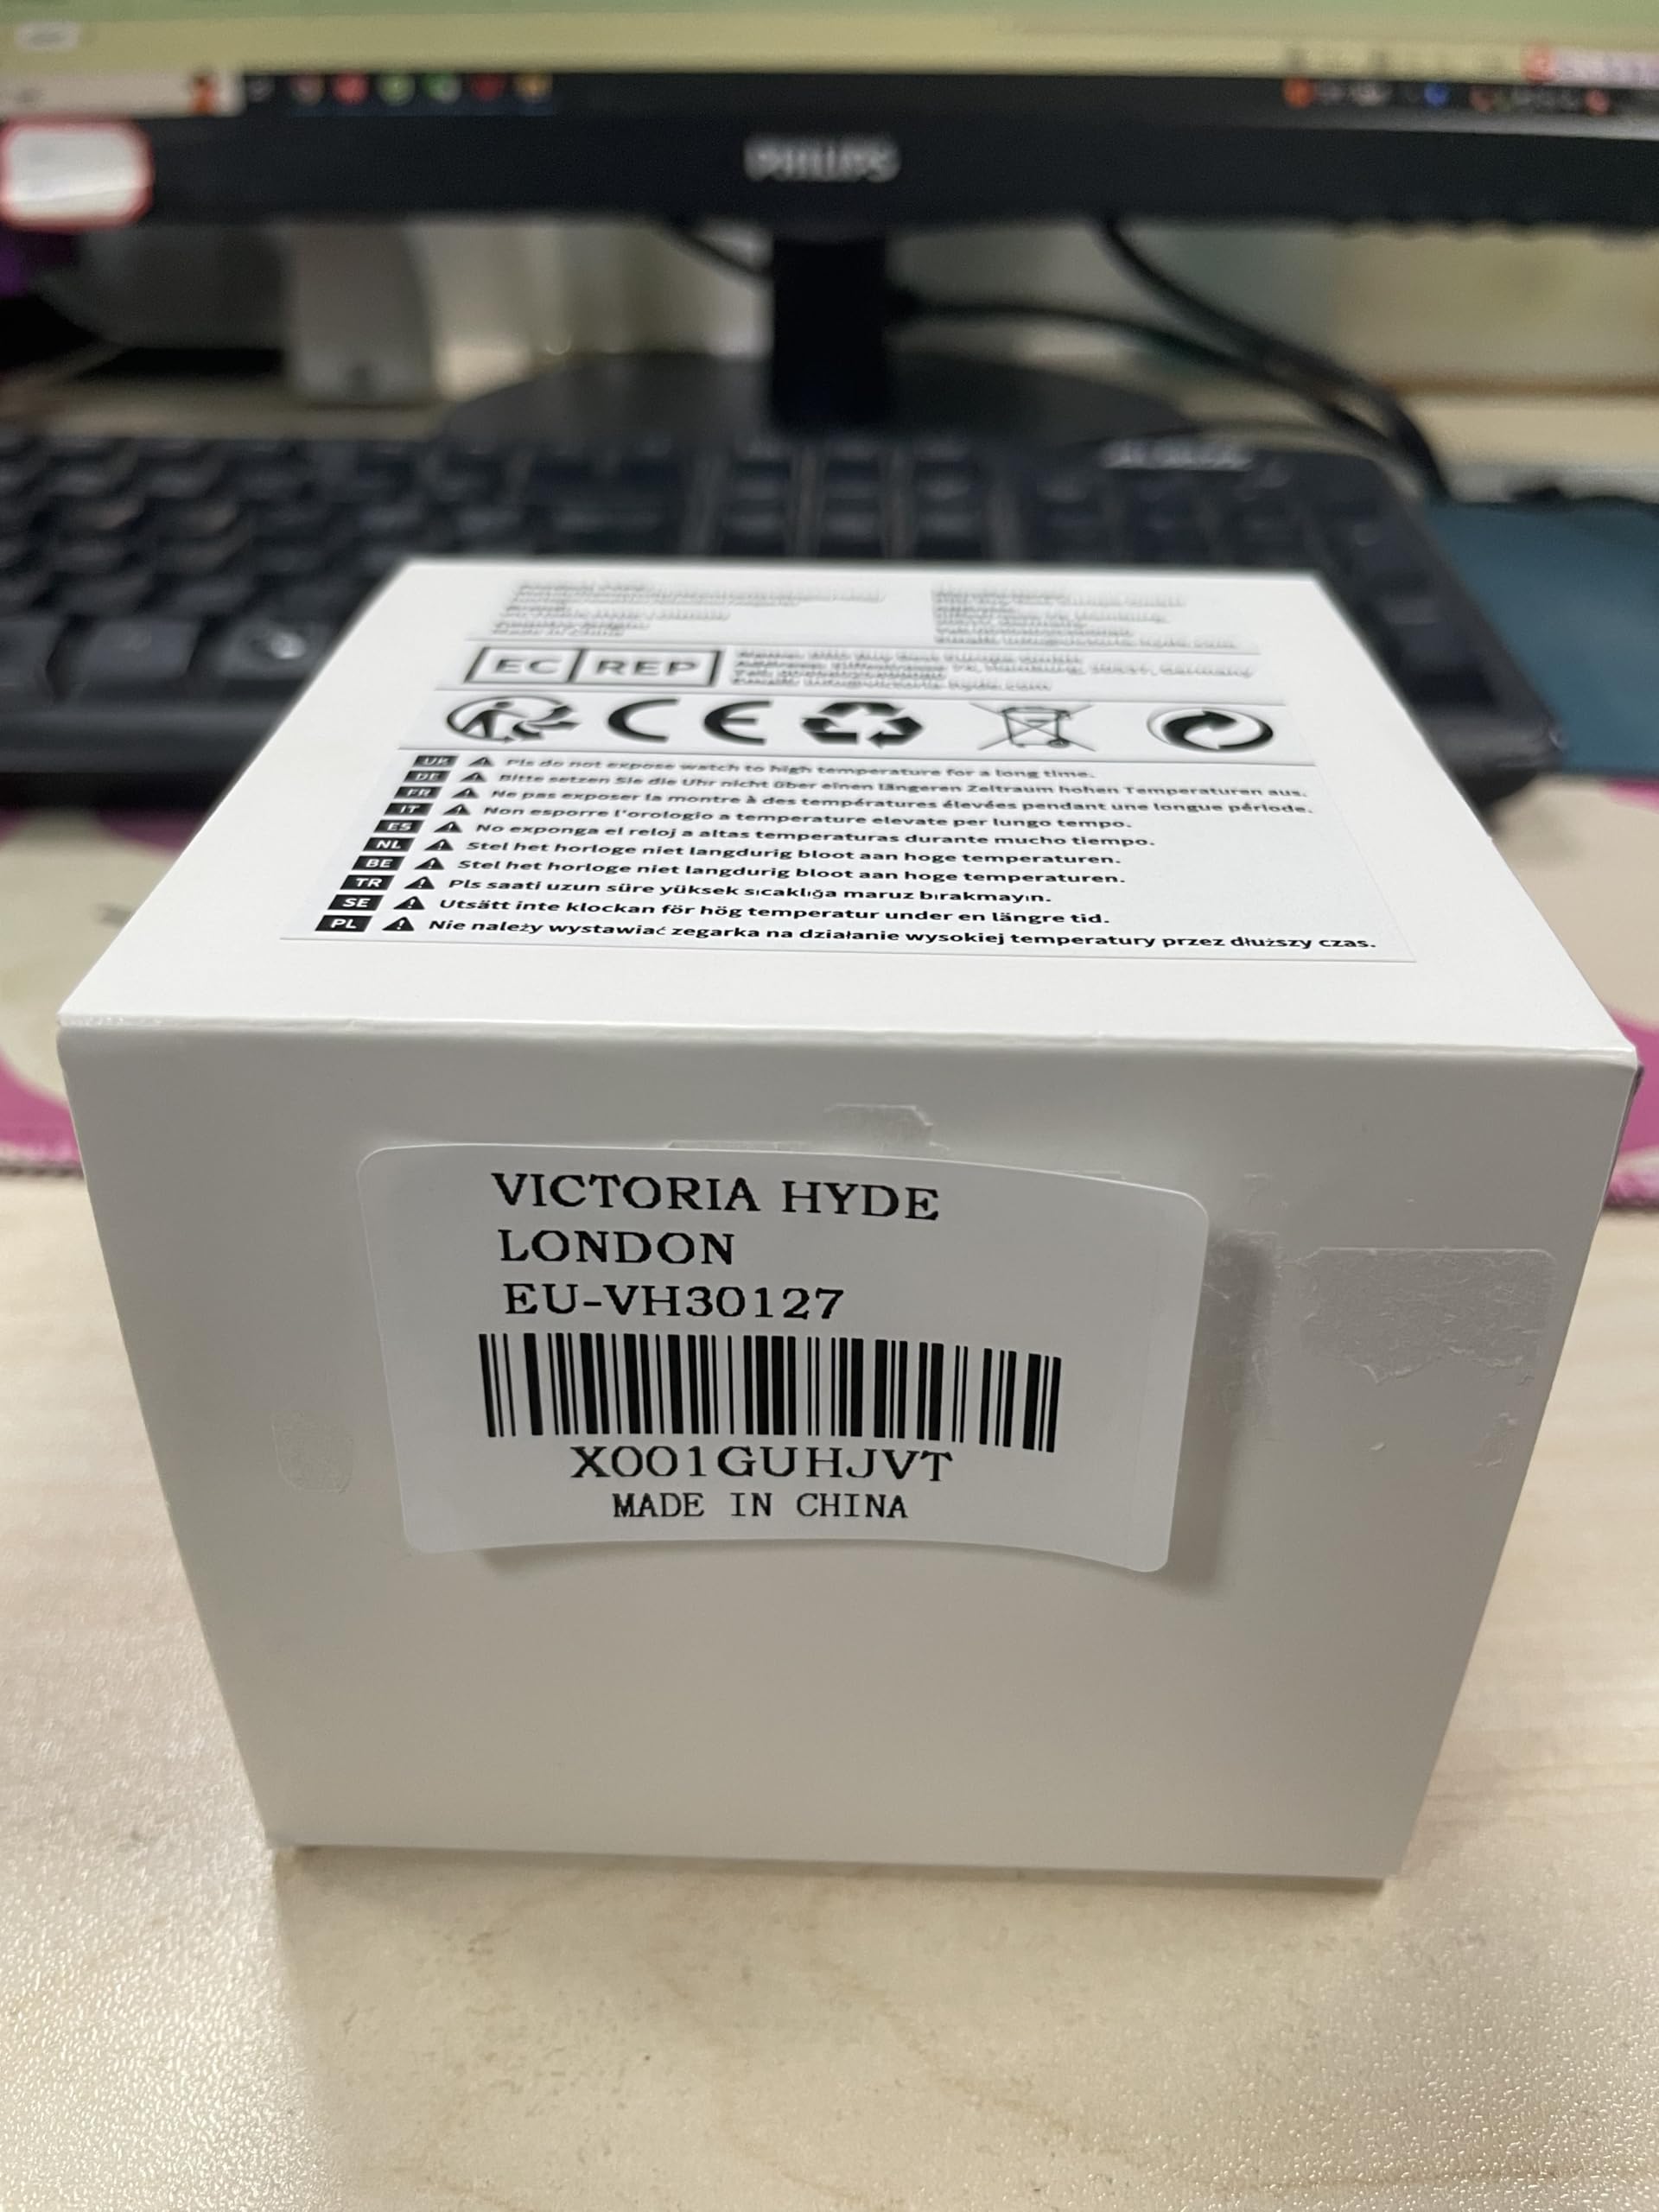 PHILIPS
Made in China
EC REP
CE
UK Pls do not expose watch to high temperature for a long time.
DE Bitte setzen Sie die Uhr nicht über einen längeren Zeitraum hohen Temperaturen aus.
FR Ne pas exposer la montre à des températures élevées pendant une longue période.
IT Non esporre l'orologio a temperature elevate per lungo tempo.
ES No exponga el reloj a altas temperaturas durante mucho tiempo.
NL Stel het horloge niet langdurig bloot aan hoge temperaturen.
BE Stel het horloge niet langdurig bloot aan hoge temperaturen.
TR Pls saati uzun süre yüksek sıcaklığa maruz bırakmayın.
SE Utsätt inte klockan för hög temperatur under en längre tid.
PL Nie należy wystawiać zegarka na działanie wysokiej temperatury przez dłuższy czas.
VICTORIA HYDE
LONDON
EU-VH30127
X001GUHJVT
MADE IN CHINA